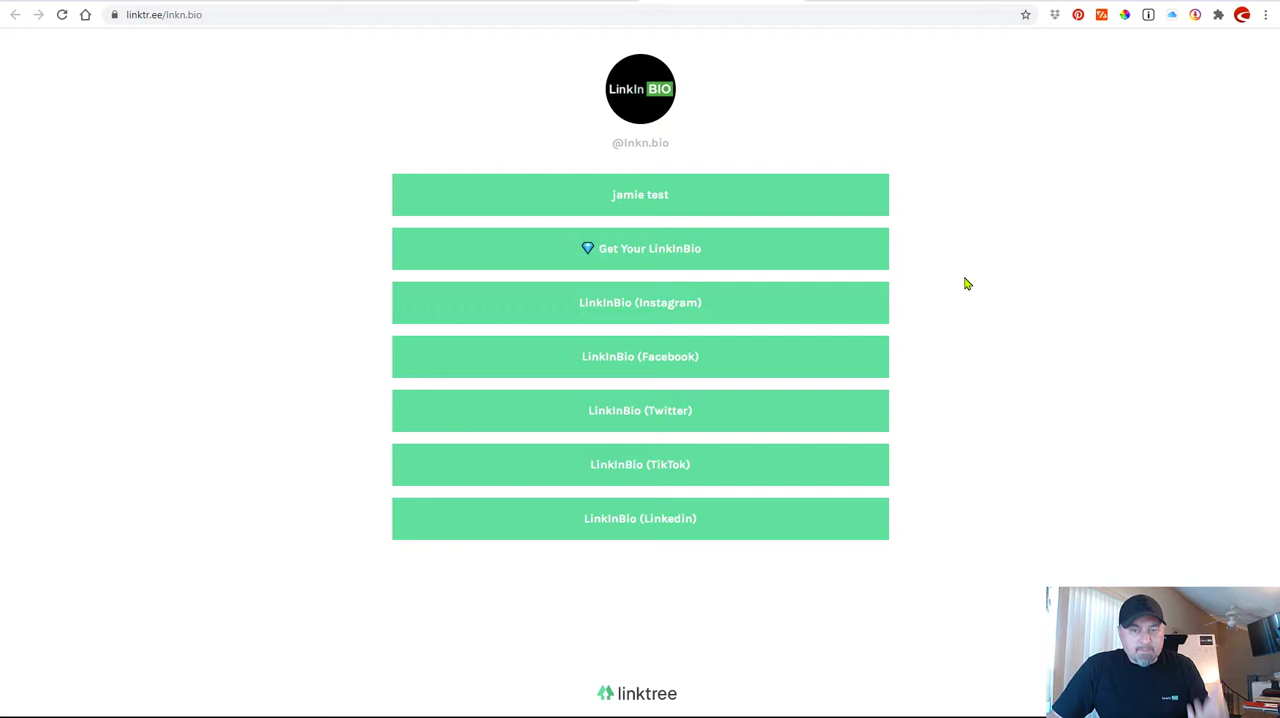 linktr.ee/lnkn.bio
LinkIn BIO
@lnkn.bio
jamie test
Get Your LinkInBio
LinkInBio (Instagram)
LinkInBio (Facebook)
LinkInBio (Twitter)
LinkInBio (TikTok)
LinkInBio (Linkedin)
linktree